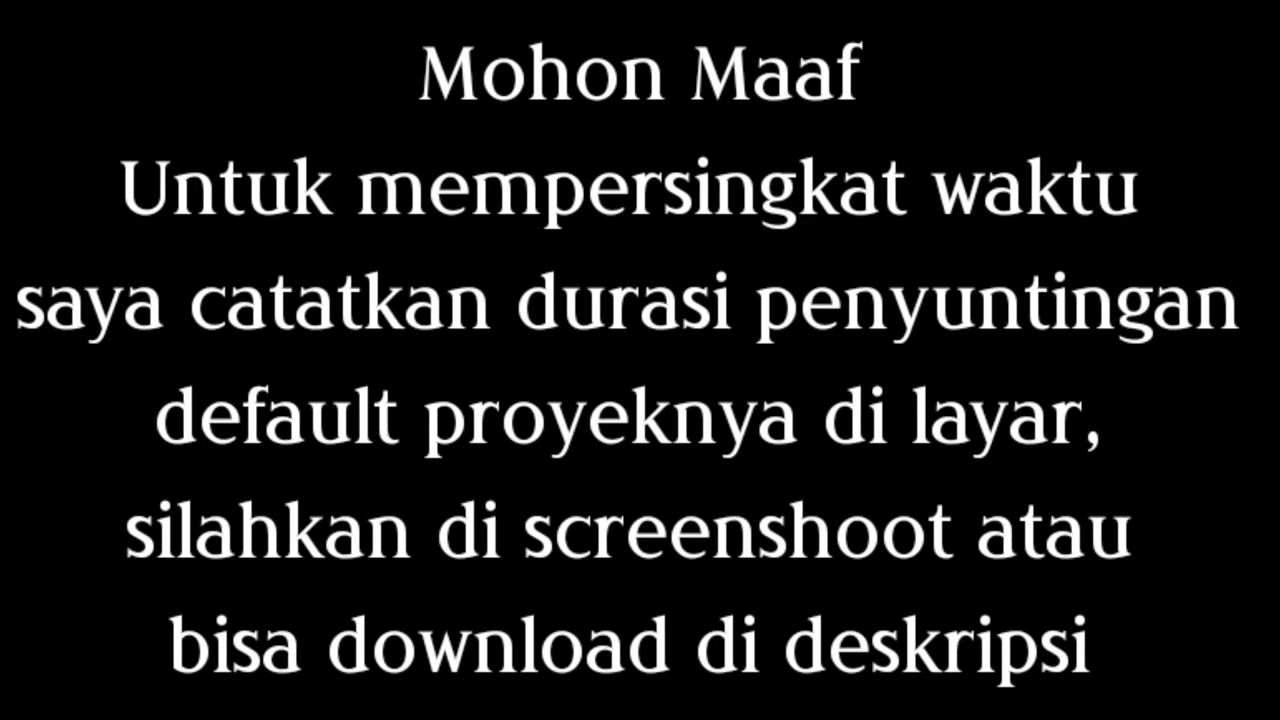 Mohon Maaf
Untuk mempersingkat waktu
saya catatkan durasi penyuntingan
default proyeknya di layar,
silahkan di screenshoot atau
bisa download di deskripsi